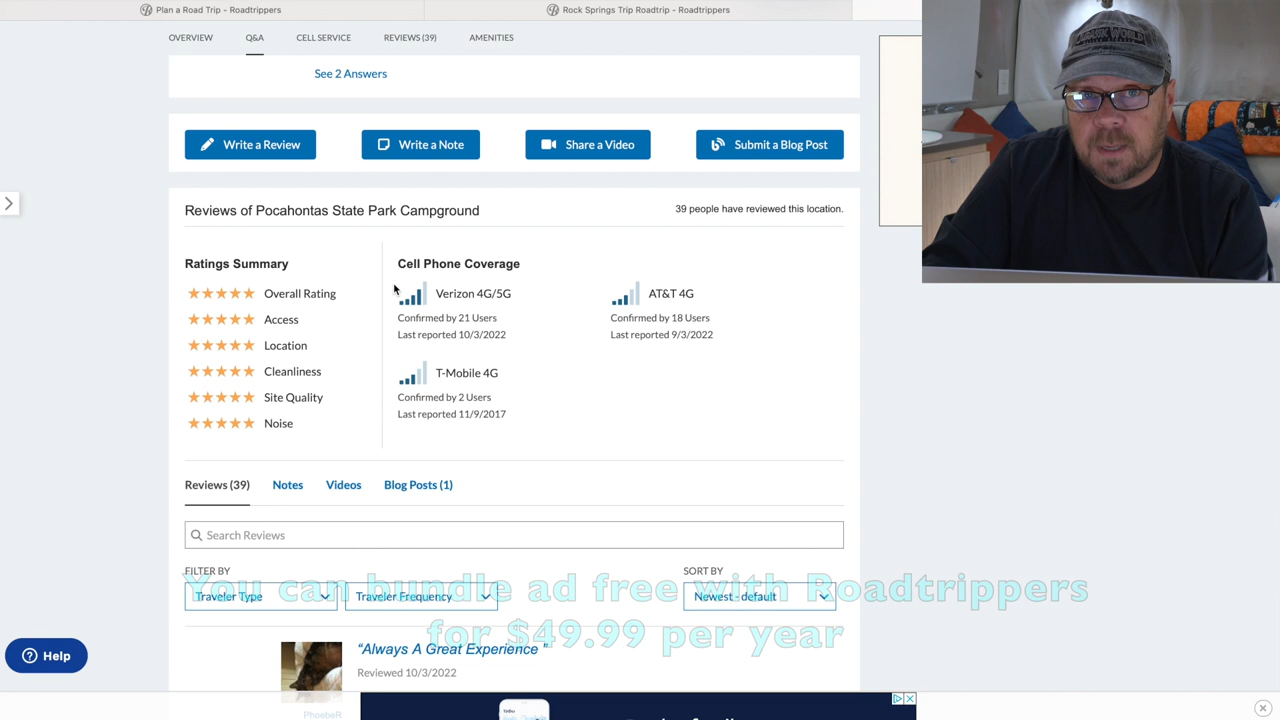 Plan a Road Trip - Roadtrippers
Rock Springs Trip Roadtrip - Roadtrippers
OVERVIEW
Q&A
CELL SERVICE
REVIEWS (39)
AMENITIES
See 2 Answers
Write a Review
Write a Note
Share a Video
Submit a Blog Post
Reviews of Pocahontas State Park Campground
39 people have reviewed this location.
Ratings Summary
Overall Rating
Access
Location
Cleanliness
Site Quality
Noise
Cell Phone Coverage
Verizon 4G/5G
Confirmed by 21 Users
Last reported 10/3/2022
AT&T 4G
Confirmed by 18 Users
Last reported 9/3/2022
T-Mobile 4G
Confirmed by 2 Users
Last reported 11/9/2017
Reviews (39)
Notes
Videos
Blog Posts (1)
Search Reviews
FILTER BY
SORT BY
Traveler Type
Traveler Frequency
Newest - default
You can bundle ad free with Roadtrippers
for $49.99 per year
“Always A Great Experience ”
Reviewed 10/3/2022
PhoebeR
Help